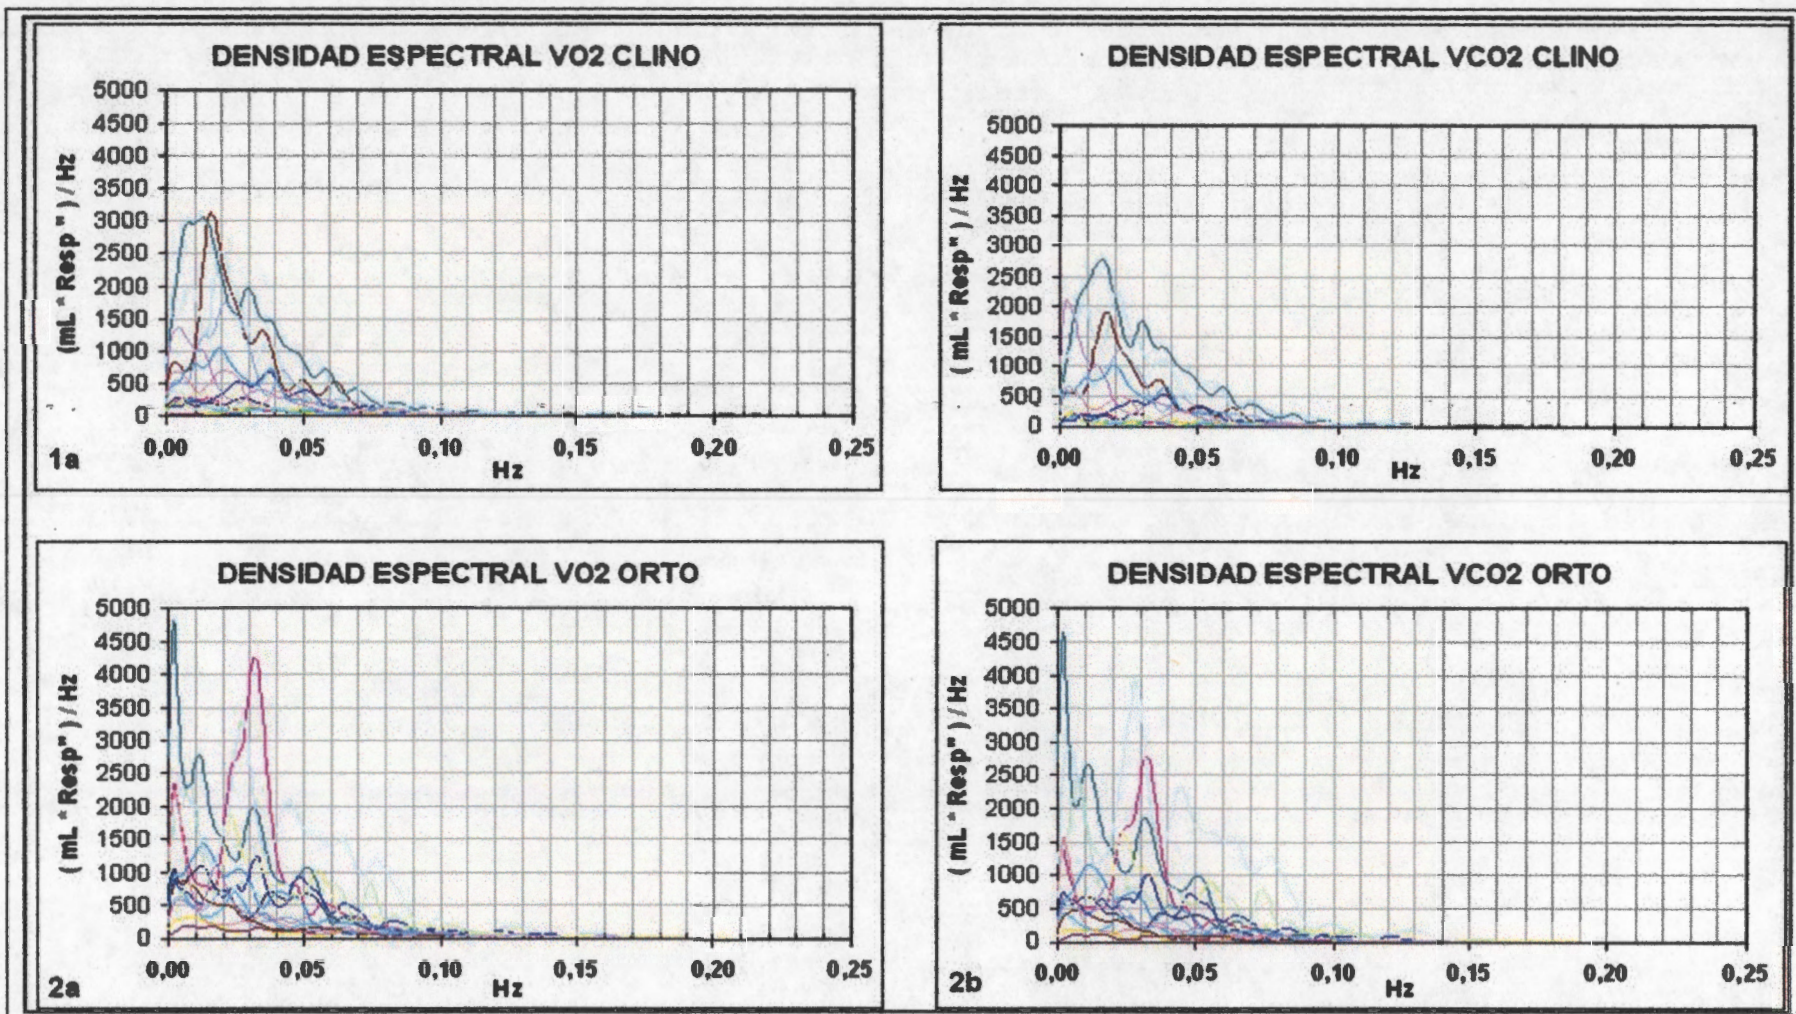 DENSIDAD ESPECTRAL VO2 CLINO
(mL * Resp") / Hz
5000
4500
4000
3500
3000
2500
2000
1500
1000
500
0
0,00 0,05 0,10 0,15 0,20 0,25
Hz
1a
DENSIDAD ESPECTRAL VCO2 CLINO
( mL * Resp") / Hz
5000
4500
4000
3500
3000
2500
2000
1500
1000
500
0
0,00 0,05 0,10 0,15 0,20 0,25
Hz
DENSIDAD ESPECTRAL VO2 ORTO
( mL * Resp" ) / Hz
5000
4500
4000
3500
3000
2500
2000
1500
1000
500
0
0,00 0,05 0,10 0,15 0,20 0,25
Hz
2a
DENSIDAD ESPECTRAL VCO2 ORTO
( mL * Resp" ) / Hz
5000
4500
4000
3500
3000
2500
2000
1500
1000
500
0
0,00 0,05 0,10 0,15 0,20 0,25
Hz
2b